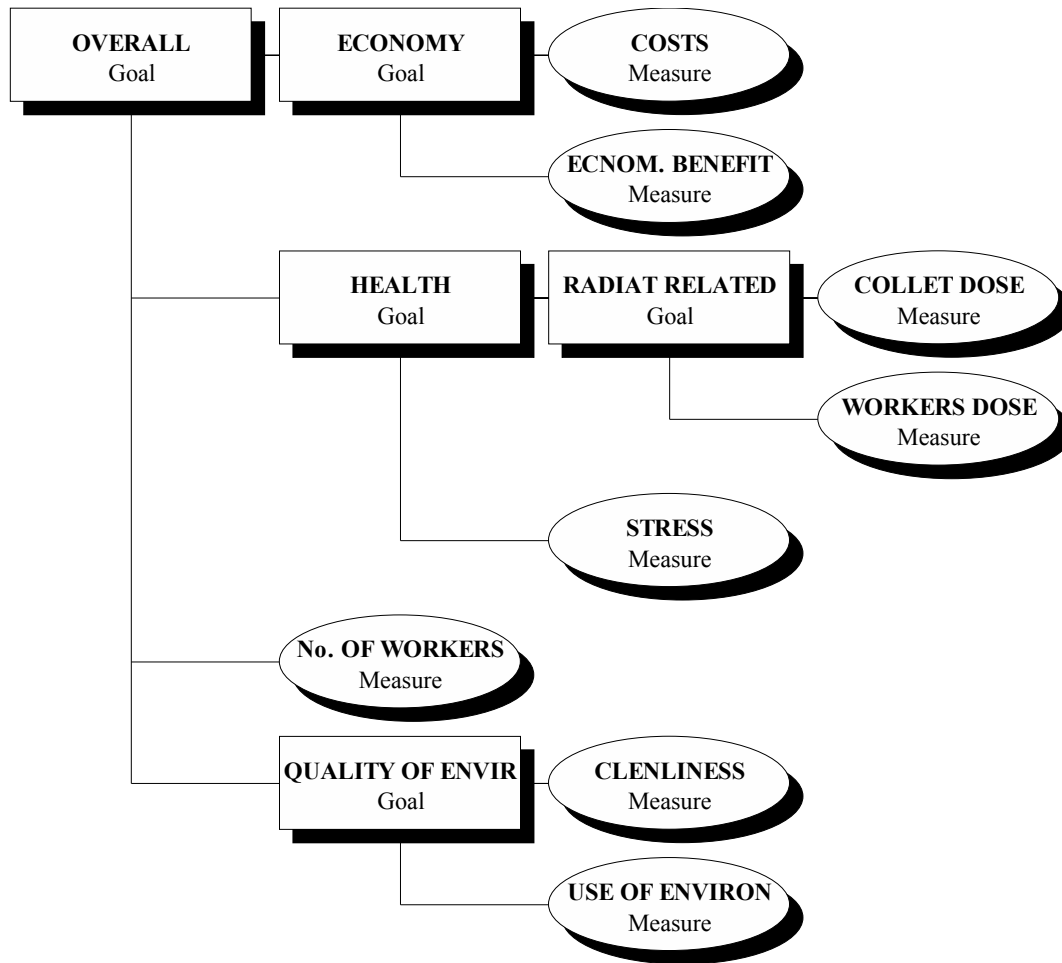 OVERALL
Goal
ECONOMY
Goal
COSTS
Measure
ECNOM. BENEFIT
Measure
HEALTH
Goal
RADIAT RELATED
Goal
COLLET DOSE
Measure
WORKERS DOSE
Measure
STRESS
Measure
No. OF WORKERS
Measure
QUALITY OF ENVIR
Goal
CLENLINESS
Measure
USE OF ENVIRON
Measure